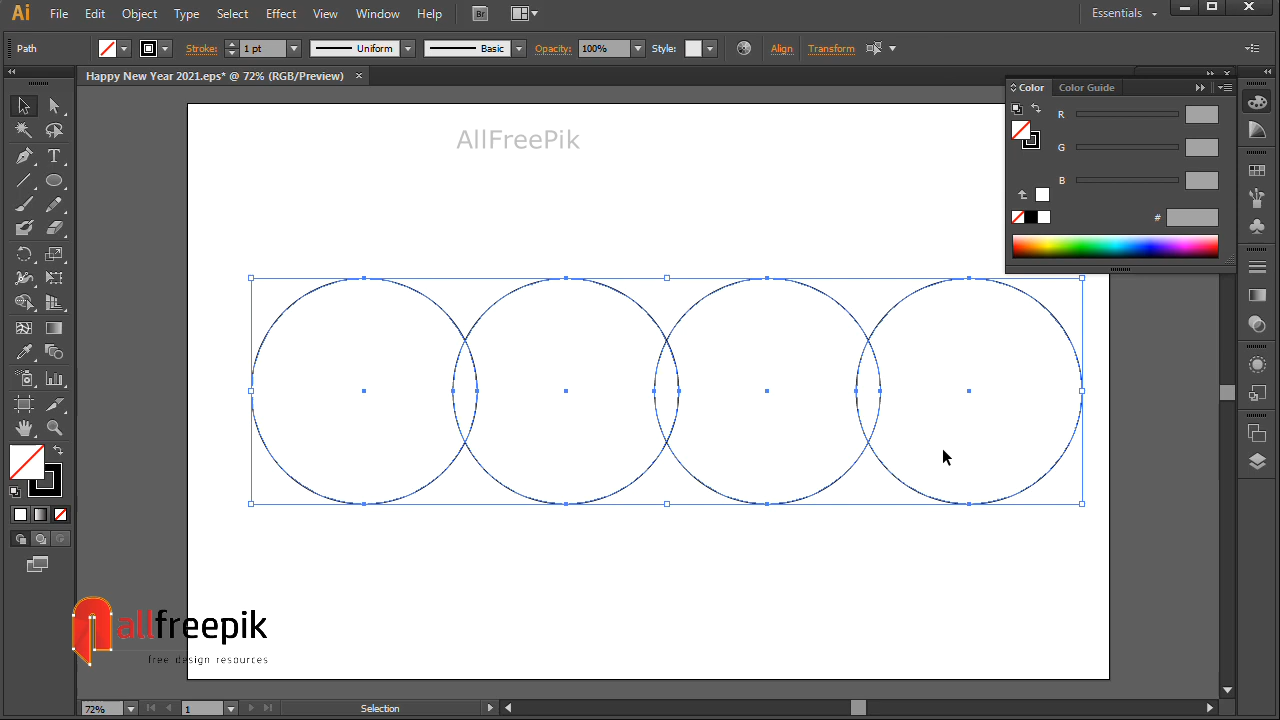 Ai File Edit Object Type Select Effect View Window Help Br Essentials
Path Stroke: 1 pt Uniform Basic Opacity: 100% Style: Align Transform
Happy New Year 2021.eps* @ 72% (RGB/Preview) ×
Color Color Guide
R
G
B
#
AllFreePik
allfreepik
free design resources
72% 1 Selection